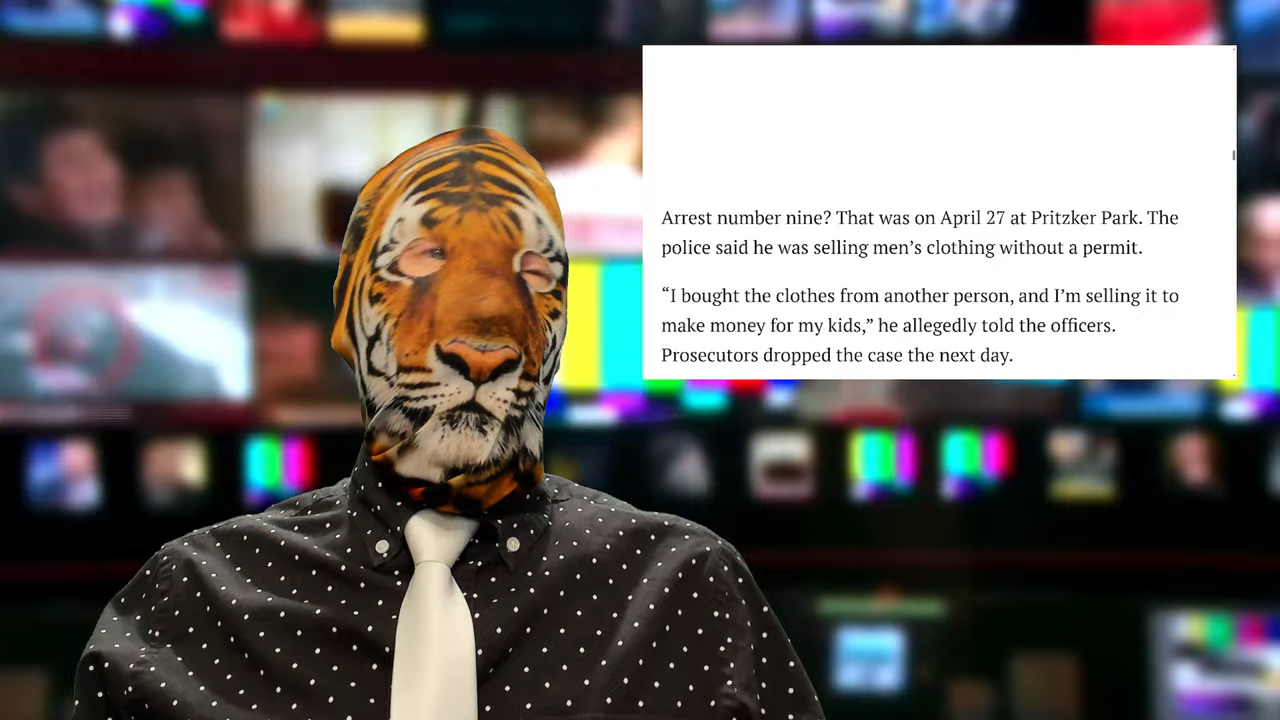 Arrest number nine? That was on April 27 at Pritzker Park. The
police said he was selling men’s clothing without a permit.
“I bought the clothes from another person, and I’m selling it to
make money for my kids,” he allegedly told the officers.
Prosecutors dropped the case the next day.